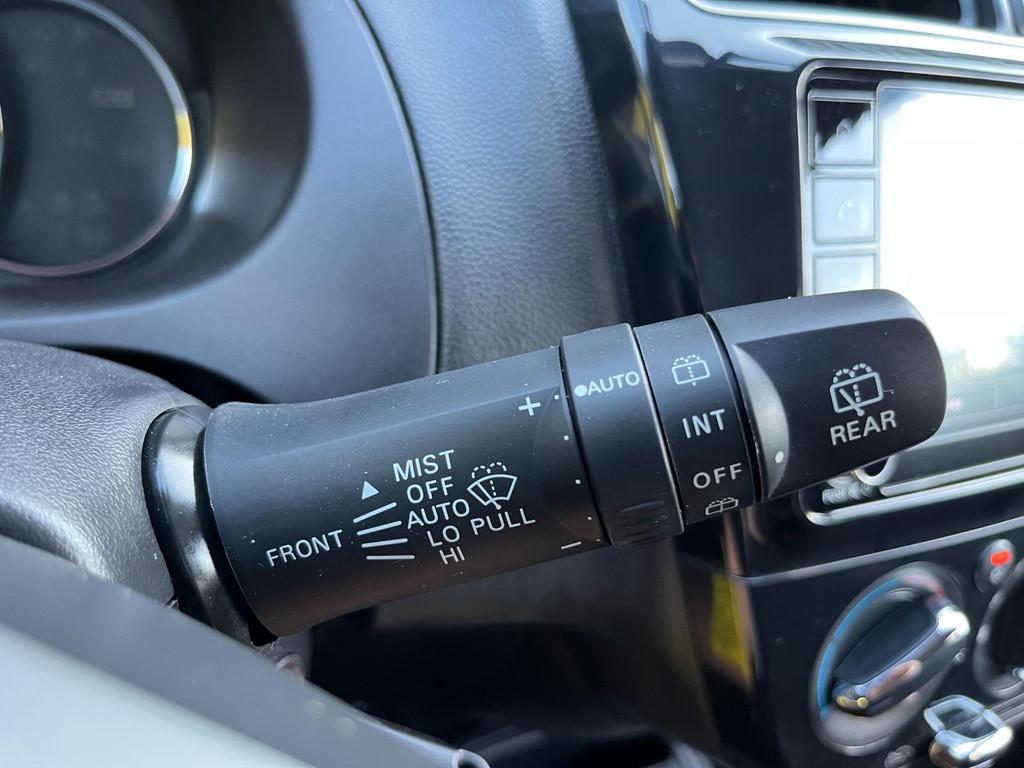 FRONT
MIST
OFF
AUTO
LO PULL
HI
+
−
●AUTO
INT
OFF
REAR